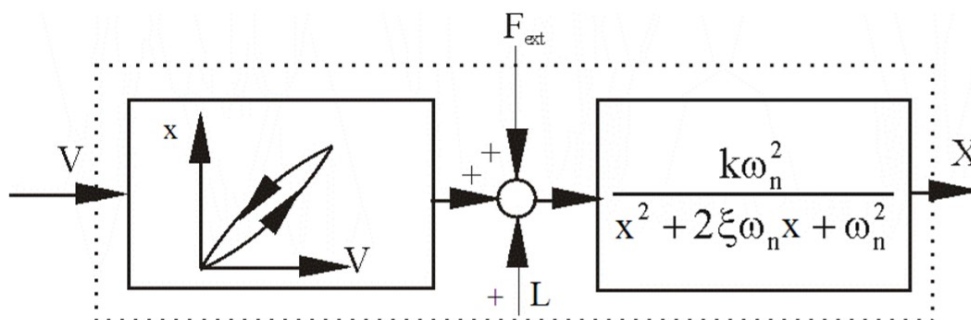 F_ext
V
x
V
+
+
+ L
kω_n^2
x^2 + 2ξω_nx + ω_n^2
X